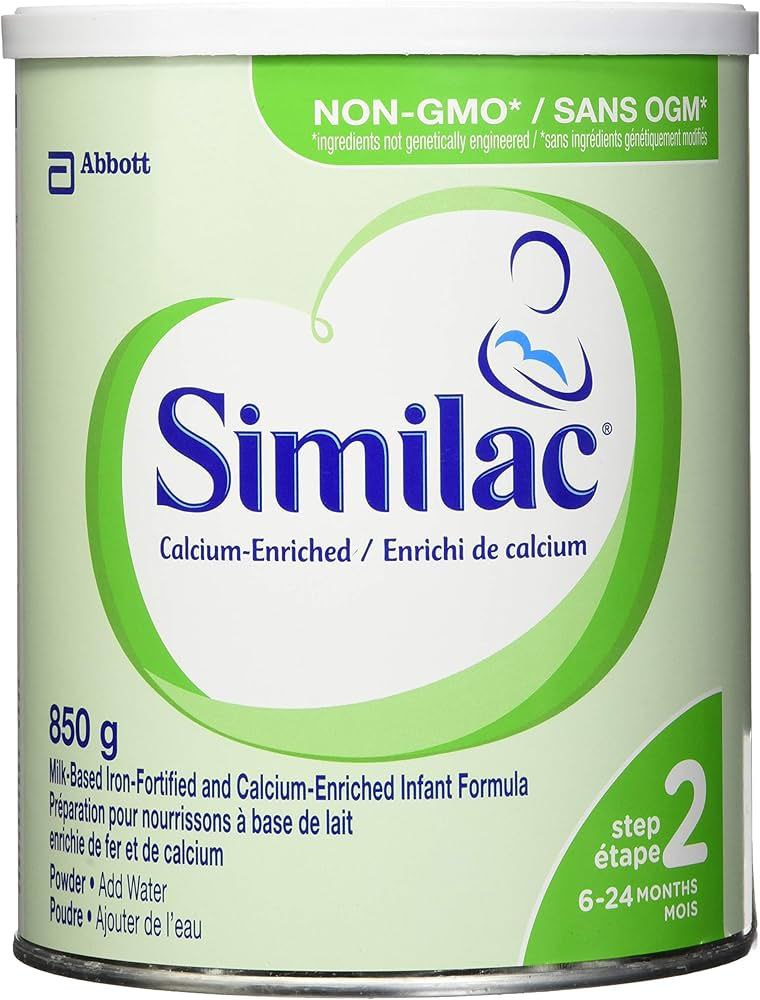 NON-GMO* / SANS OGM*
*ingredients not genetically engineered / *sans ingrédients génétiquement modifiés
Abbott
Similac®
Calcium-Enriched / Enrichi de calcium
850 g
Milk-Based Iron-Fortified and Calcium-Enriched Infant Formula
Préparation pour nourrissons à base de lait
enrichie de fer et de calcium
Powder • Add Water
Poudre • Ajouter de l'eau
step 2
étape
6-24 MONTHS
MOIS